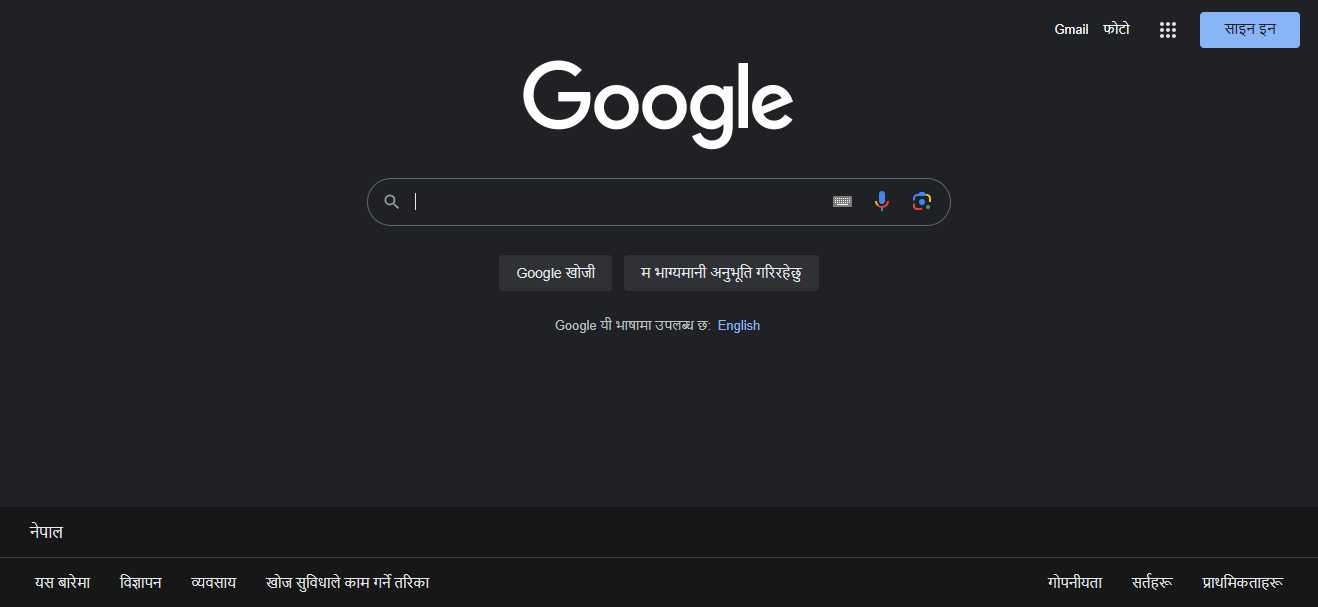 Gmail फोटो साइन इन
Google
Google खोजी म भाग्यमानी अनुभूति गरिरहेछु
Google यी भाषामा उपलब्ध छ: English
नेपाल
यस बारेमा विज्ञापन व्यवसाय खोज सुविधाले काम गर्ने तरिका गोपनीयता सर्तहरू प्राथमिकताहरू